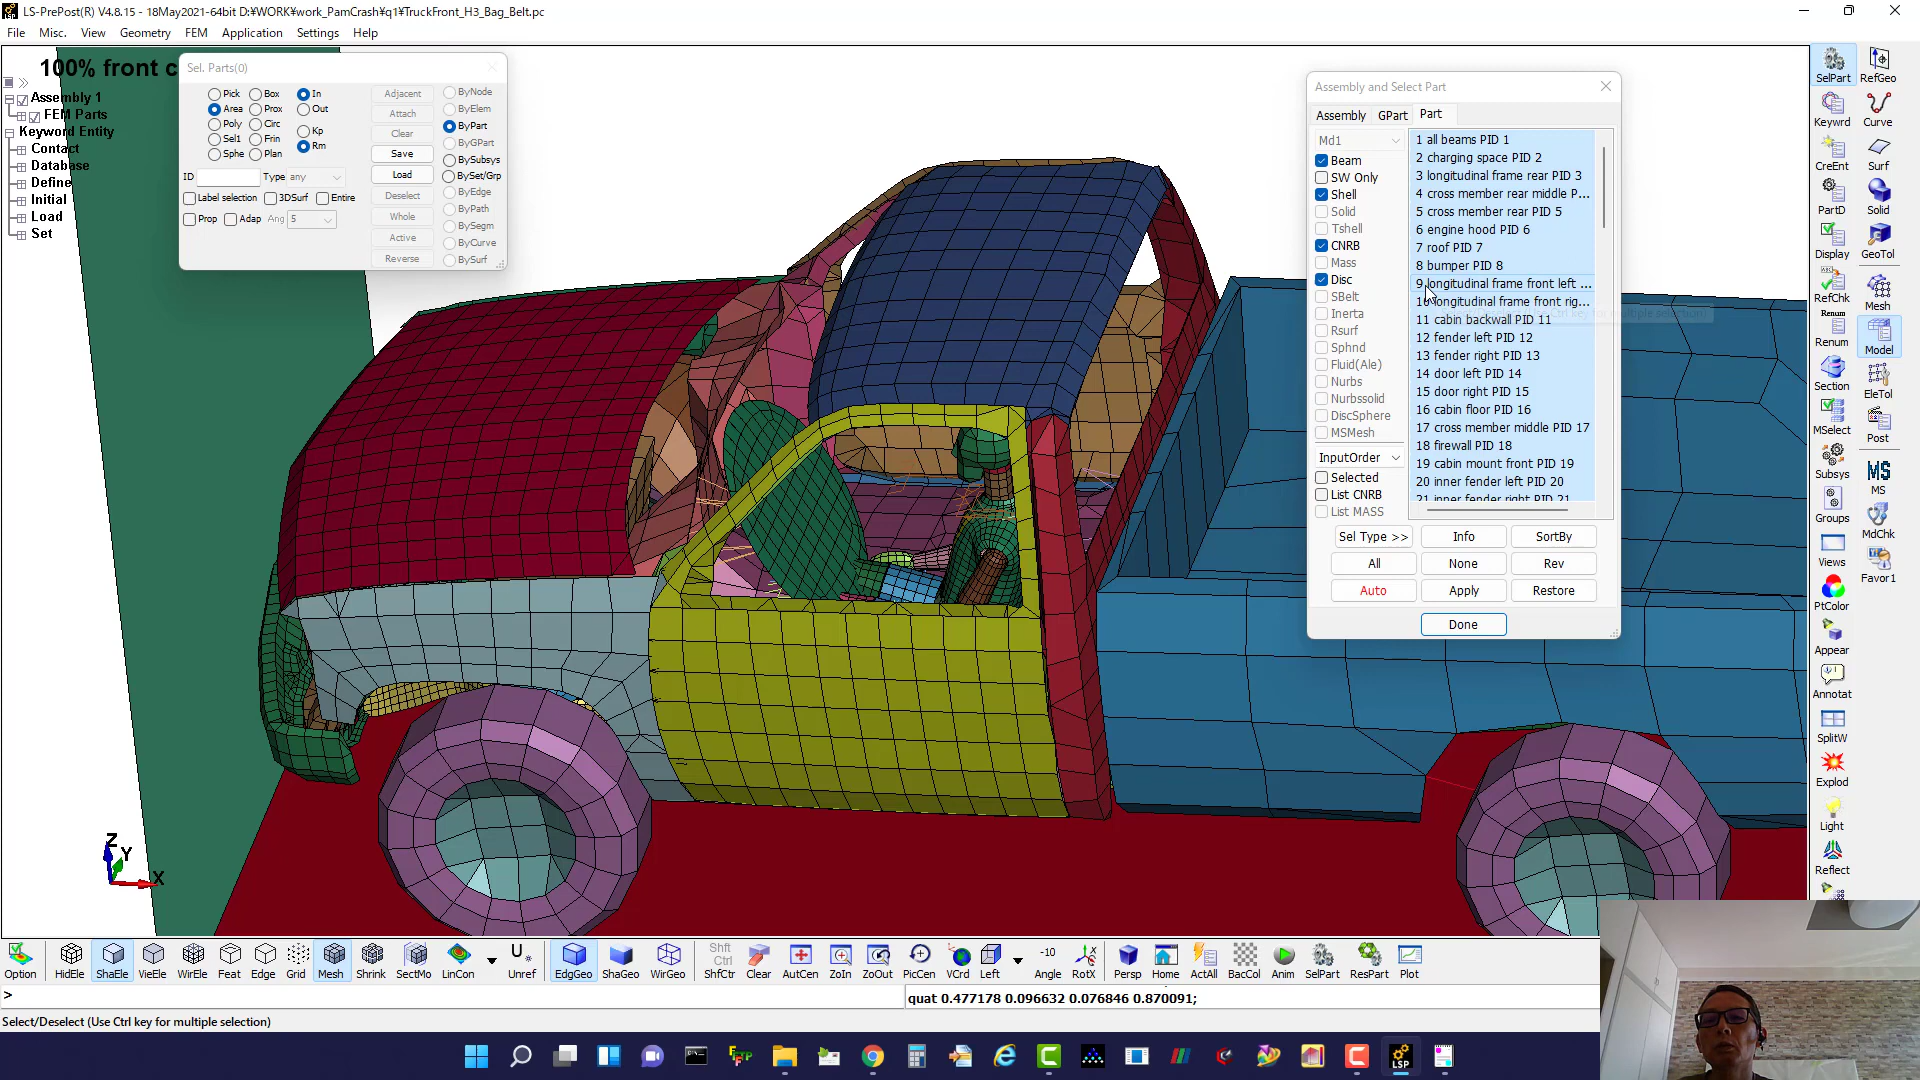 LS-PrePost(R) V4.8.15 - 18May2021-64bit D:¥WORK¥work_PamCrash¥q1¥TruckFront_H3_Bag_Belt.pc
File Misc. View Geometry FEM Application Settings Help
100% front c
Assembly 1
FEM Parts
Keyword Entity
Contact
Database
Define
Initial
Load
Set
Sel. Parts(0)
Pick Box In Adjacent ByNode
Area Prox Out Attach ByElem
Poly Circ Kp Clear ByPart
Sel1 Frin Rm Save ByGPart
Sphe Plan Load BySubsys
ID Type any BySet/Grp
Label selection 3DSurf Entire Deselect ByEdge
Prop Adap Ang 5 Whole ByPath
Active BySegm
Reverse ByCurve
BySurf
Assembly and Select Part
Assembly GPart Part
Md1
Beam
SW Only
Shell
Solid
Tshell
CNRB
Mass
Disc
SBelt
Inerta
Rsurf
Sphnd
Fluid(Ale)
Nurbs
Nurbssolid
DiscSphere
MSMesh
InputOrder
Selected
List CNRB
List MASS
1 all beams PID 1
2 charging space PID 2
3 longitudinal frame rear PID 3
4 cross member rear middle P...
5 cross member rear PID 5
6 engine hood PID 6
7 roof PID 7
8 bumper PID 8
9 longitudinal frame front left ...
10 longitudinal frame front rig...
11 cabin backwall PID 11
12 fender left PID 12
13 fender right PID 13
14 door left PID 14
15 door right PID 15
16 cabin floor PID 16
17 cross member middle PID 17
18 firewall PID 18
19 cabin mount front PID 19
20 inner fender left PID 20
21 inner fender right PID 21
Sel Type >> Info SortBy
All None Rev
Auto Apply Restore
Done
SelPart RefGeo
Keywrd Curve
CreEnt Surf
PartD Solid
Display GeoTol
RefChk Mesh
Renum
Renum Model
Section EleTol
MSelect Post
Subsys MS
MS
Groups MdChk
Views Favor1
PtColor
Appear
Annotat
SplitW
Explod
Light
Reflect
Z
Y
X
Shft
Ctrl
-10
Option HidEle ShaEle VieEle WirEle Feat Edge Grid Mesh Shrink SectMo LinCon Unref EdgGeo ShaGeo WirGeo ShfCtr Clear AutCen ZoIn ZoOut PicCen VCrd Left Angle RotX Persp Home ActAll BacCol Anim SelPart ResPart Plot
>
quat 0.477178 0.096632 0.076846 0.870091;
Select/Deselect (Use Ctrl key for multiple selection)
FFTP
LSP